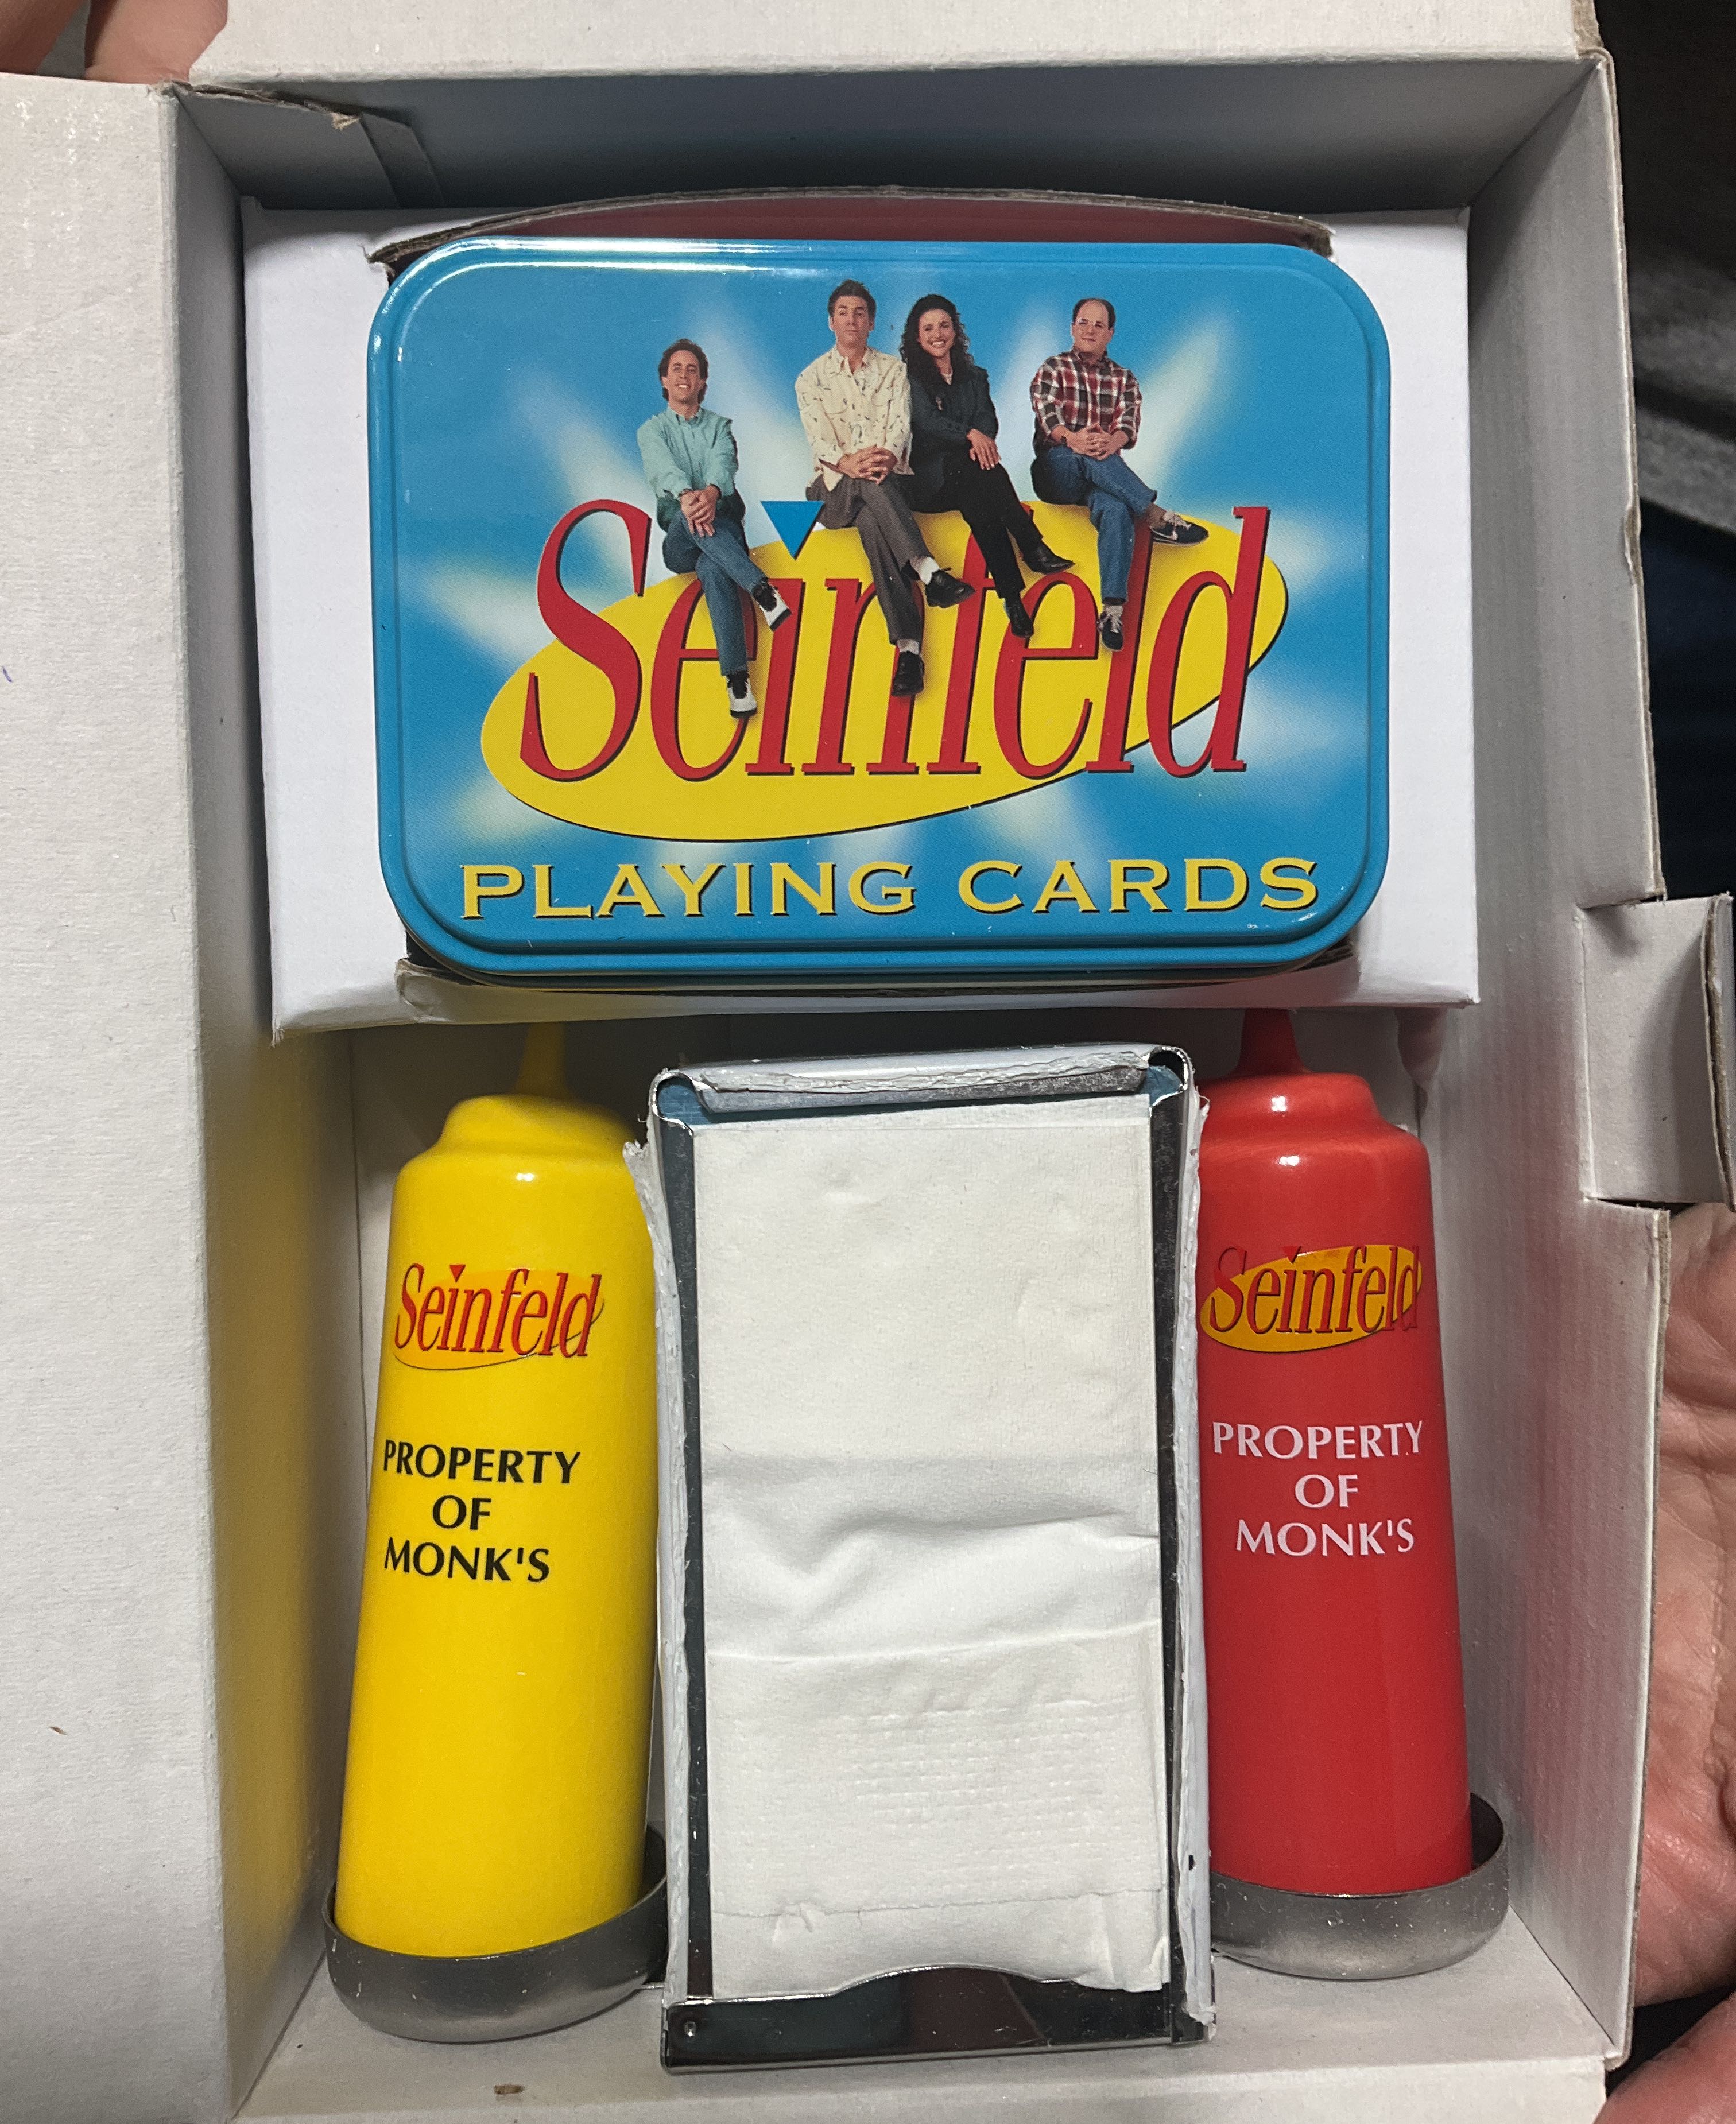 Seinfeld
PLAYING CARDS
Seinfeld
PROPERTY
OF
MONK'S
Seinfeld
PROPERTY
OF
MONK'S